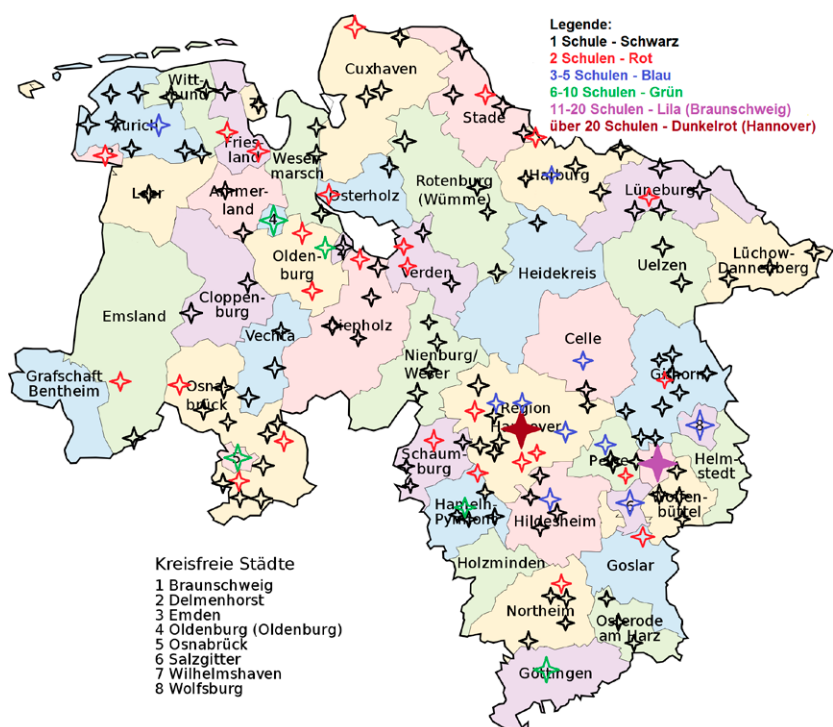 Legende:
1 Schule - Schwarz
2 Schulen - Rot
3-5 Schulen - Blau
6-10 Schulen - Grün
11-20 Schulen - Lila (Braunschweig)
über 20 Schulen - Dunkelrot (Hannover)
Cuxhaven
Witt-
mund
Aurich
Fries-
land
Weser-
marsch
Stade
Leer
Ammer-
land
Osterholz
Rotenburg
(Wümme)
Harburg
Lüneburg
4
Olden-
burg
Verden
Heidekreis
Uelzen
Lüchow-
Dannenberg
Emsland
Cloppen-
burg
Vechta
Diepholz
Nienburg/
Weser
Celle
Gifhorn
Grafschaft
Bentheim
Osna-
brück
Region
Hannover
8
5
Schaum-
burg
Peine
Helm-
stedt
Hameln-
Pyrmont
Hildesheim
6
Wolfen-
büttel
Holzminden
Goslar
Northeim
Osterode
am Harz
Göttingen
Kreisfreie Städte
1 Braunschweig
2 Delmenhorst
3 Emden
4 Oldenburg (Oldenburg)
5 Osnabrück
6 Salzgitter
7 Wilhelmshaven
8 Wolfsburg